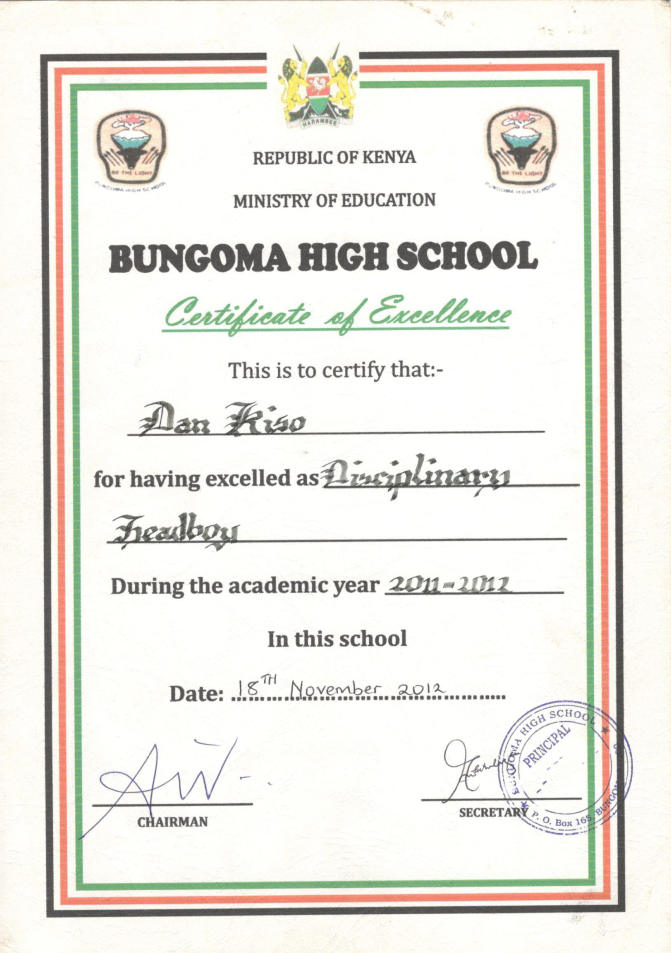 HARAMBEE
BE THE LIGHT
BUNGOMA HIGH SCHOOL
BE THE LIGHT
BUNGOMA HIGH SCHOOL
REPUBLIC OF KENYA
MINISTRY OF EDUCATION
BUNGOMA HIGH SCHOOL
Certificate of Excellence
This is to certify that:-
Dan Kiso
for having excelled as Disciplinary
Headboy
During the academic year 2011-2012
In this school
Date: 18TH November 2012
CHAIRMAN
SECRETARY
BUNGOMA HIGH SCHOOL
PRINCIPAL
P. O. Box 165, BUNGOM